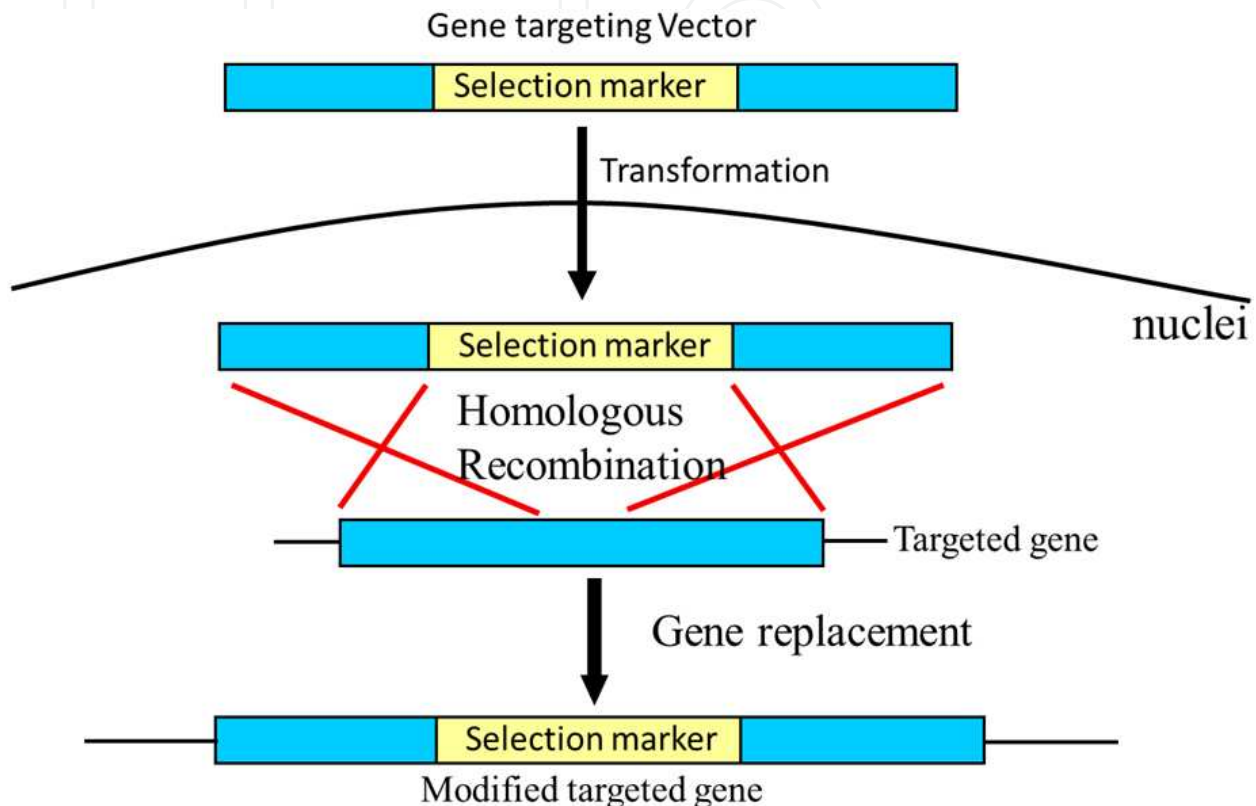 Gene targeting Vector
Selection marker
Transformation
nuclei
Selection marker
Homologous
Recombination
Targeted gene
Gene replacement
Selection marker
Modified targeted gene